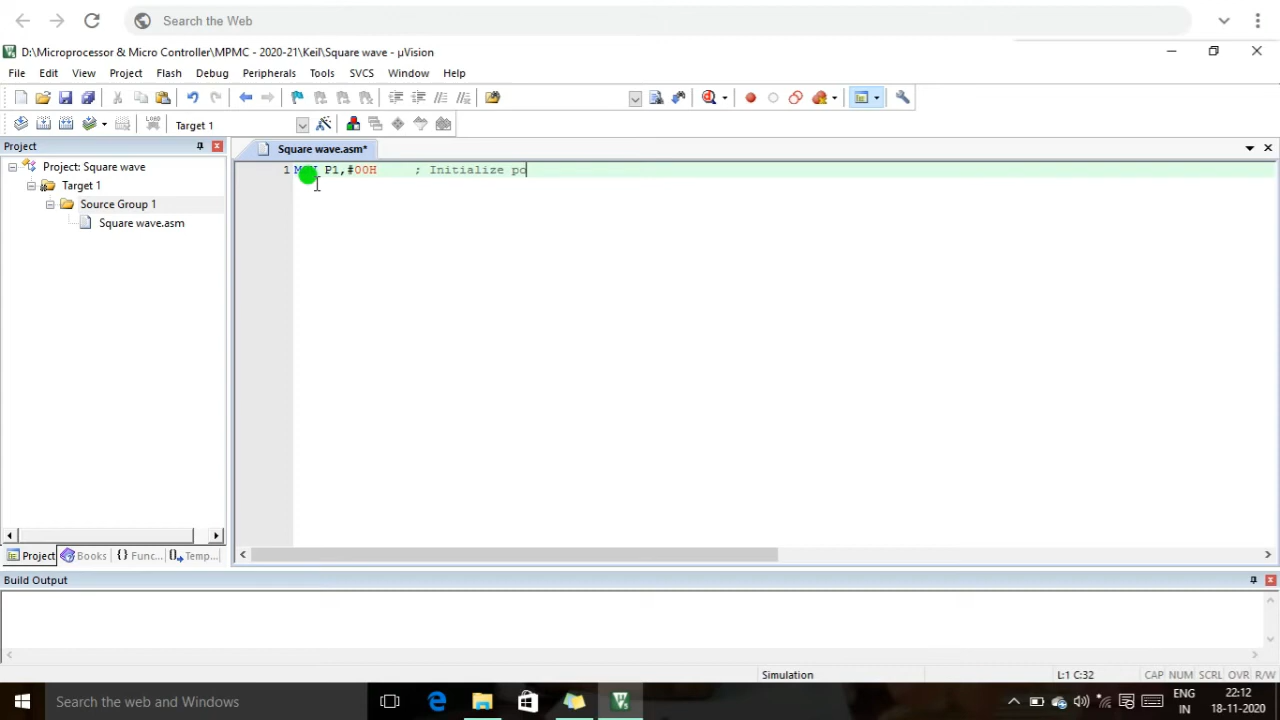 Search the Web
D:\Microprocessor & Micro Controller\MPMC - 2020-21\Keil\Square wave - µVision
File Edit View Project Flash Debug Peripherals Tools SVCS Window Help
LOAD
Target 1
Project
Square wave.asm*
Project: Square wave
Target 1
Source Group 1
Square wave.asm
1 P1,#00H ; Initialize po
Project Books {} Func... Temp...
Build Output
Simulation L:1 C:32 CAP NUM SCRL OVR R/W
Search the web and Windows
ENG
IN
22:12
18-11-2020